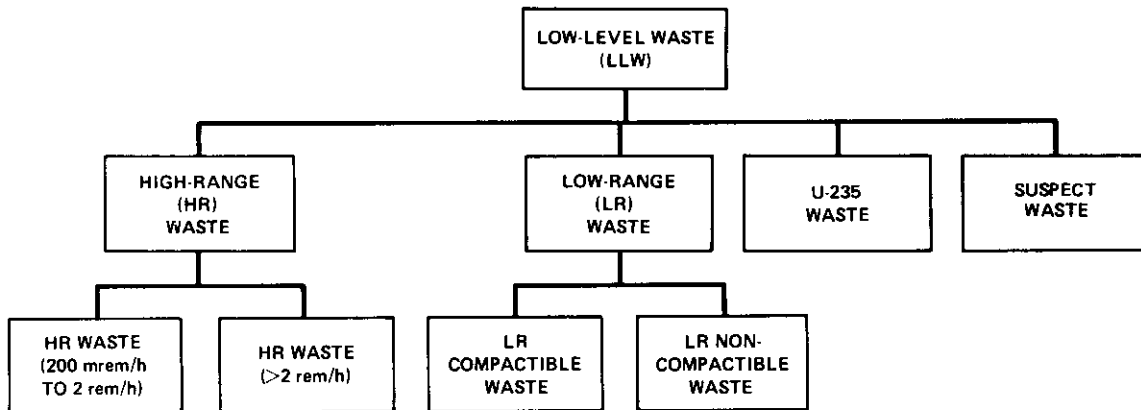 LOW-LEVEL WASTE
(LLW)
HIGH-RANGE
(HR)
WASTE
LOW-RANGE
(LR)
WASTE
U-235
WASTE
SUSPECT
WASTE
HR WASTE
(200 mrem/h
TO 2 rem/h)
HR WASTE
(>2 rem/h)
LR
COMPACTIBLE
WASTE
LR NON-
COMPACTIBLE
WASTE